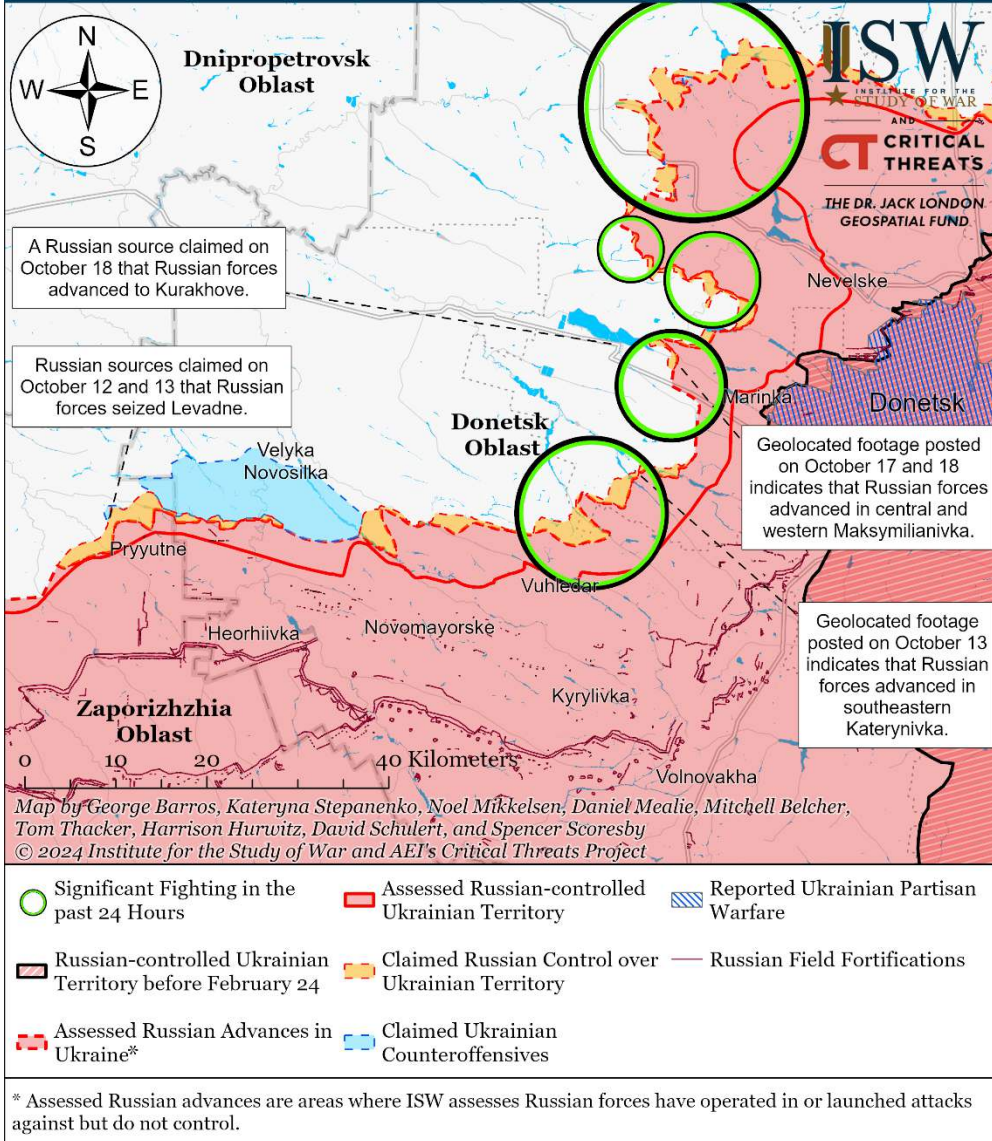 N
W E
S
Dnipropetrovsk
Oblast
ISW
INSTITUTE FOR THE
STUDY OF WAR
AND
CT CRITICAL
THREATS
THE DR. JACK LONDON
GEOSPATIAL FUND
A Russian source claimed on
October 18 that Russian forces
advanced to Kurakhove.
Nevelske
Russian sources claimed on
October 12 and 13 that Russian
forces seized Levadne.
Marinka
Donetsk
Donetsk
Oblast
Velyka
Novosilka
Geolocated footage posted
on October 17 and 18
indicates that Russian forces
advanced in central and
western Maksymilianivka.
Pryyutne
Vuhledar
Heorhiivka
Novomayorske
Geolocated footage
posted on October 13
indicates that Russian
forces advanced in
southeastern
Katerynivka.
Kyrylivka
Zaporizhzhia
Oblast
0 20 40 Kilometers
Volnovakha
Map by George Barros, Kateryna Stepanenko, Noel Mikkelsen, Daniel Mealie, Mitchell Belcher,
Tom Thacker, Harrison Hurwitz, David Schulert, and Spencer Scoresby
© 2024 Institute for the Study of War and AEI's Critical Threats Project
Significant Fighting in the
past 24 Hours
Assessed Russian-controlled
Ukrainian Territory
Reported Ukrainian Partisan
Warfare
Russian-controlled Ukrainian
Territory before February 24
Claimed Russian Control over
Ukrainian Territory
Russian Field Fortifications
Assessed Russian Advances in
Ukraine*
Claimed Ukrainian
Counteroffensives
* Assessed Russian advances are areas where ISW assesses Russian forces have operated in or launched attacks
against but do not control.